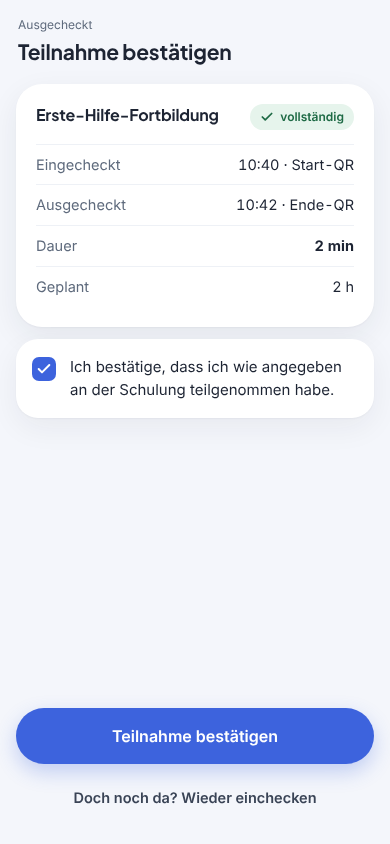 Ausgecheckt
Teilnahme bestätigen
Erste-Hilfe-Fortbildung
vollständig
Eingecheckt 10:40 · Start-QR
Ausgecheckt 10:42 · Ende-QR
Dauer 2 min
Geplant 2 h
Ich bestätige, dass ich wie angegeben
an der Schulung teilgenommen habe.
Teilnahme bestätigen
Doch noch da? Wieder einchecken